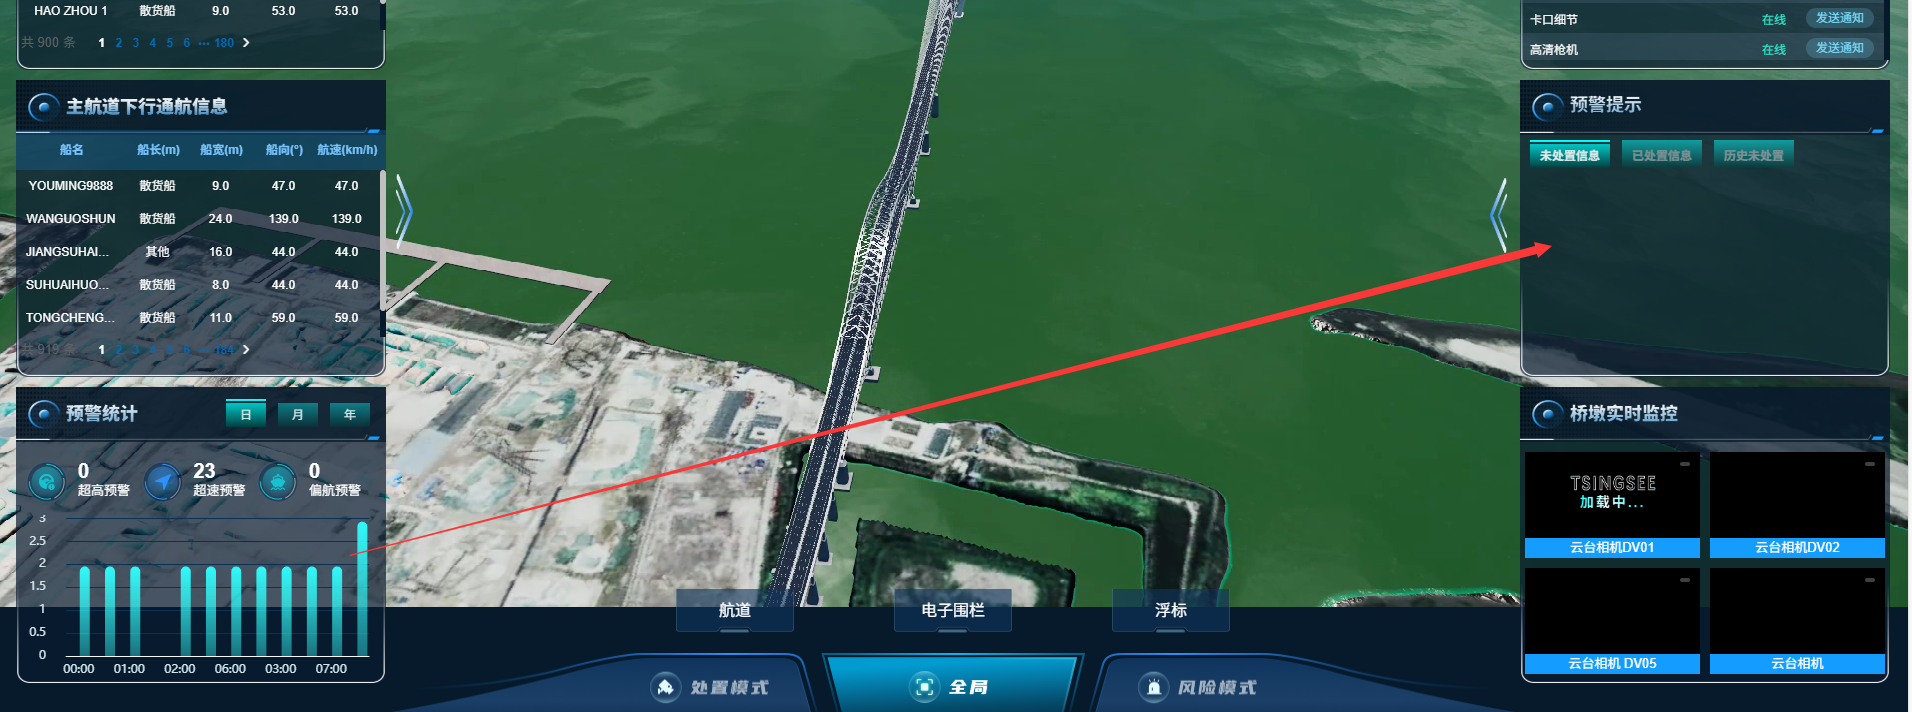 HAO ZHOU 1 散货船 9.0 53.0 53.0
共 900 条 1 2 3 4 5 6 ··· 180
主航道下行通航信息
船名 船长(m) 船宽(m) 船向(°) 航速(km/h)
YOUMING9888 散货船 9.0 47.0 47.0
WANGUOSHUN 散货船 24.0 139.0 139.0
JIANGSUHAI... 其他 16.0 44.0 44.0
SUHUAIHUO... 散货船 8.0 44.0 44.0
TONGCHENG... 散货船 11.0 59.0 59.0
共 919 条 1 2 3 4 5 6 ··· 184
预警统计 日 月 年
0 超高预警
23 超速预警
0 偏航预警
3
2.5
2
1.5
1
0.5
0
00:00 01:00 02:00 06:00 03:00 07:00
航道 电子围栏 浮标
处置模式 全局 风险模式
卡口细节 在线 发送通知
高清枪机 在线 发送通知
预警提示
未处置信息 已处置信息 历史未处置
桥墩实时监控
TSINGSEE
加载中...
云台相机DV01 云台相机DV02
云台相机 DV05 云台相机